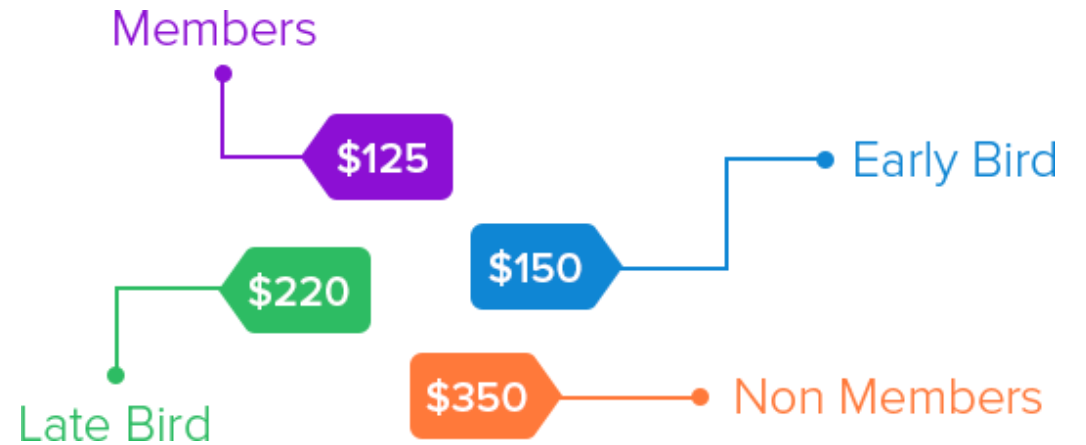 Members
$125
Early Bird
$150
$220
Late Bird
$350
Non Members